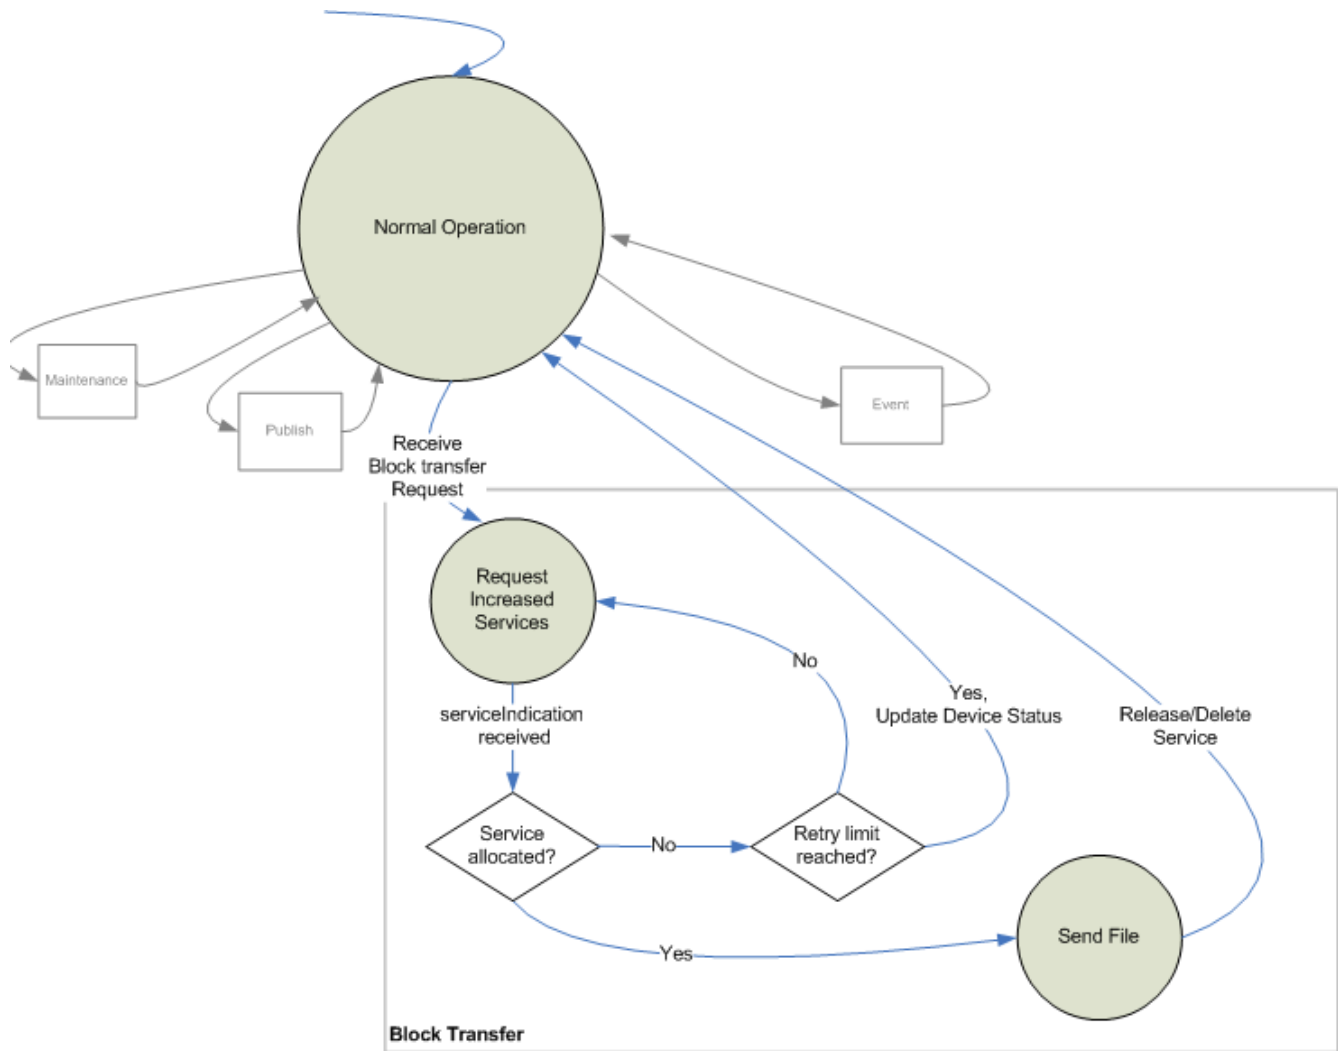 Normal Operation
Maintenance
Publish
Event
Receive
Block transfer
Request
Request
Increased
Services
No
Yes,
Update Device Status
Release/Delete
Service
serviceIndication
received
Service
allocated?
No
Retry limit
reached?
Yes
Send File
Block Transfer